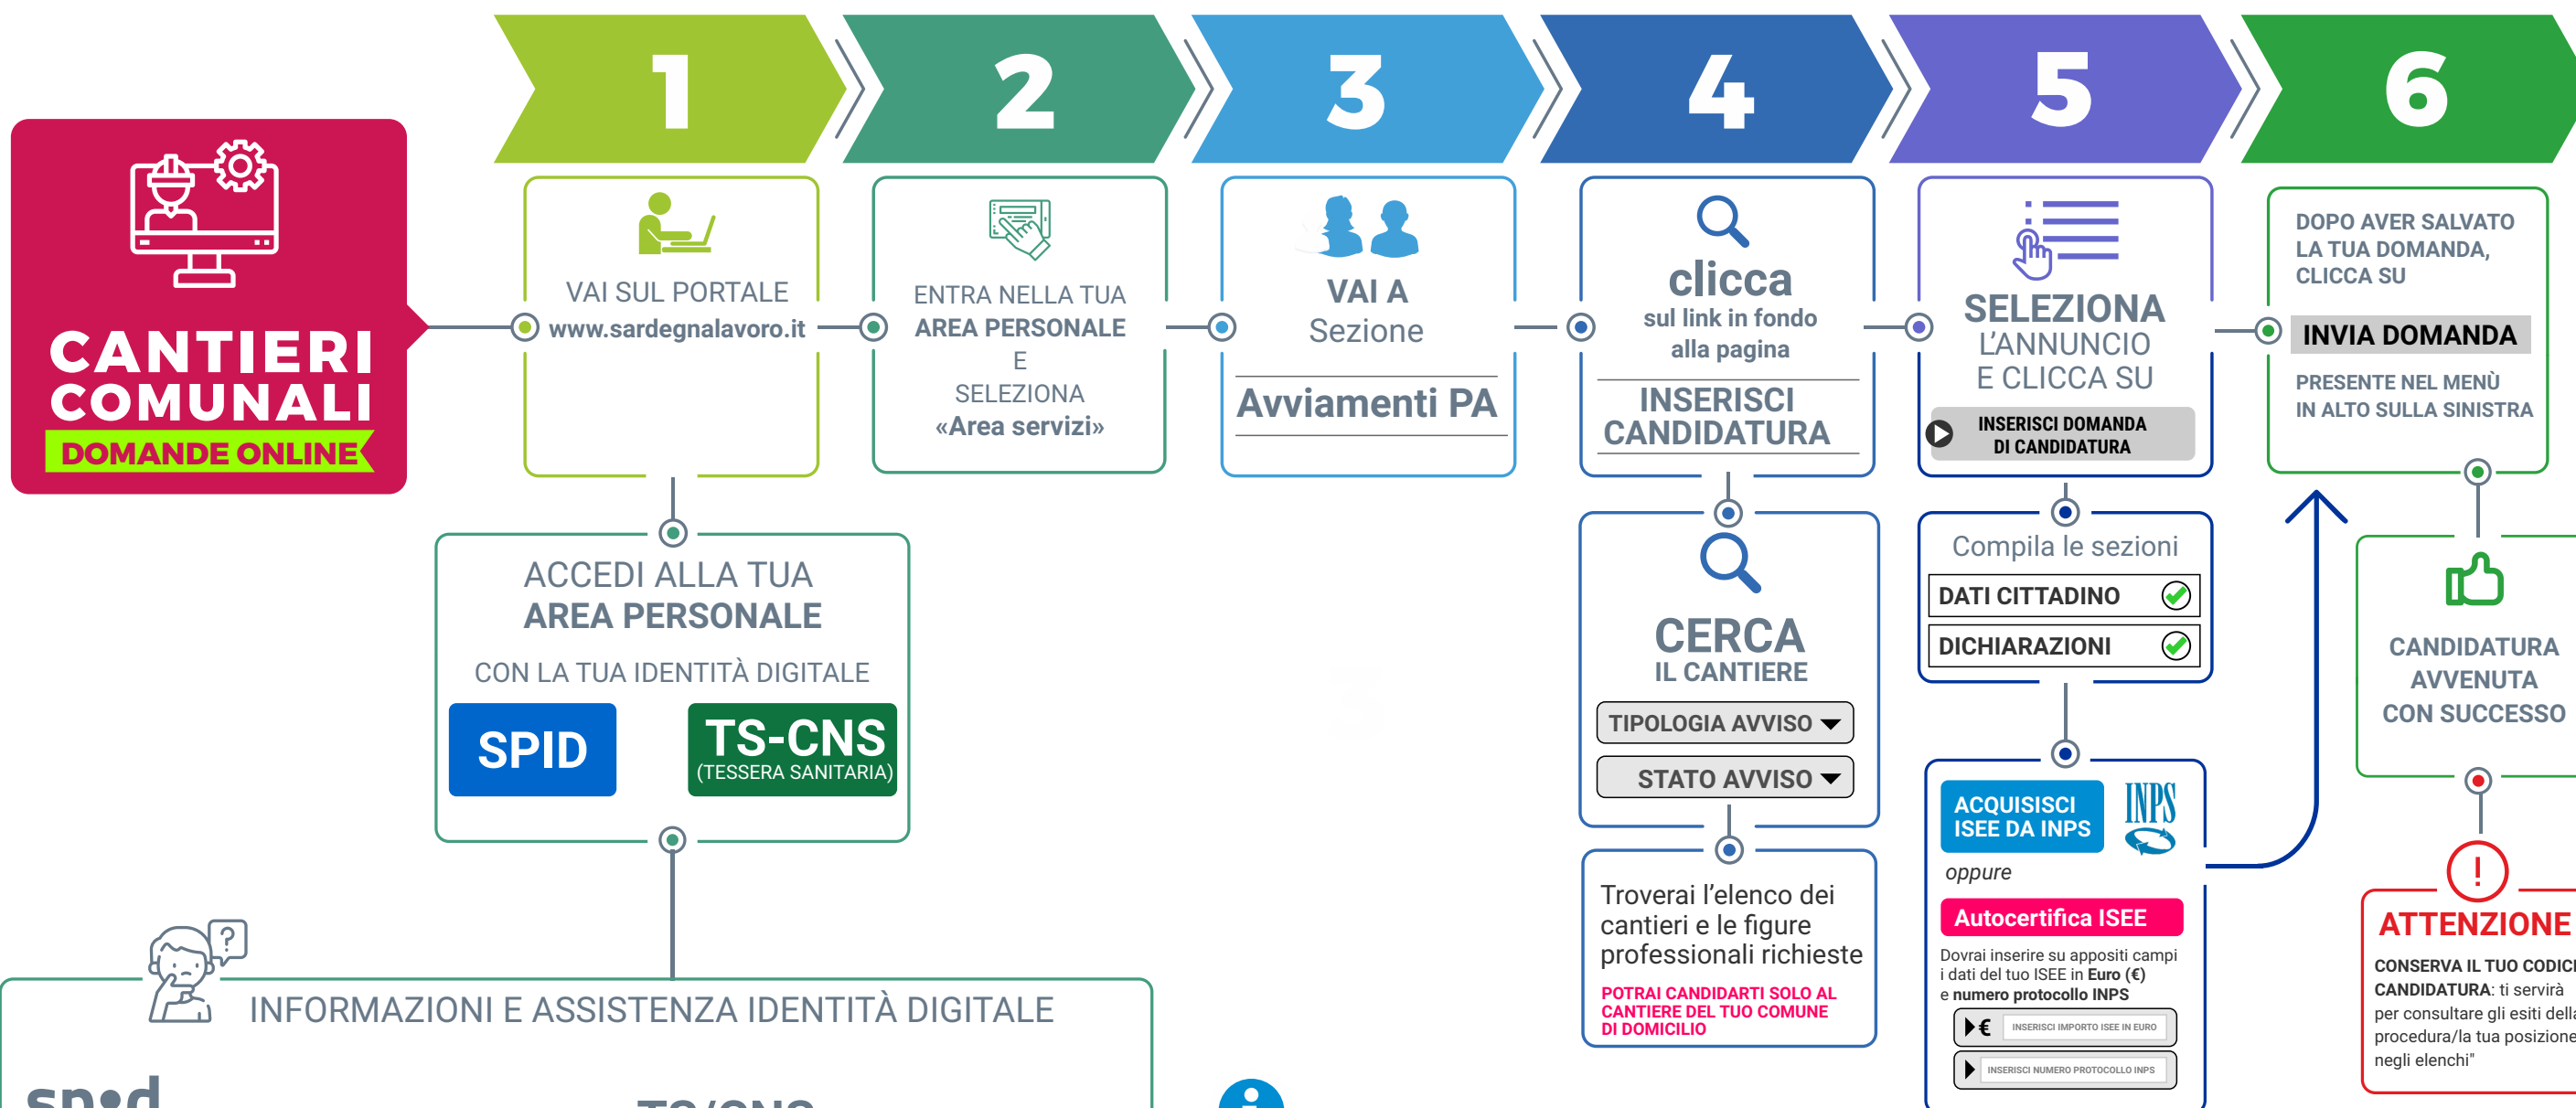 CANTIERI
COMUNALI
DOMANDE ONLINE
1
VAI SUL PORTALE
www.sardegnalavoro.it
ACCEDI ALLA TUA
AREA PERSONALE
CON LA TUA IDENTITÀ DIGITALE
SPID
TS-CNS
(TESSERA SANITARIA)
?
INFORMAZIONI E ASSISTENZA IDENTITÀ DIGITALE
spid
TS/CNS
2
ENTRA NELLA TUA
AREA PERSONALE
E
SELEZIONA
«Area servizi»
3
VAI A
Sezione
Avviamenti PA
4
clicca
sul link in fondo
alla pagina
INSERISCI
CANDIDATURA
CERCA
IL CANTIERE
TIPOLOGIA AVVISO
STATO AVVISO
Troverai l'elenco dei
cantieri e le figure
professionali richieste
POTRAI CANDIDARTI SOLO AL
CANTIERE DEL TUO COMUNE
DI DOMICILIO
5
SELEZIONA
L'ANNUNCIO
E CLICCA SU
INSERISCI DOMANDA
DI CANDIDATURA
Compila le sezioni
DATI CITTADINO
DICHIARAZIONI
ACQUISISCI
ISEE DA INPS
INPS
oppure
Autocertifica ISEE
Dovrai inserire su appositi campi
i dati del tuo ISEE in Euro (€)
e numero protocollo INPS
€ INSERISCI IMPORTO ISEE IN EURO
INSERISCI NUMERO PROTOCOLLO INPS
6
DOPO AVER SALVATO
LA TUA DOMANDA,
CLICCA SU
INVIA DOMANDA
PRESENTE NEL MENÙ
IN ALTO SULLA SINISTRA
CANDIDATURA
AVVENUTA
CON SUCCESSO
!
ATTENZIONE
CONSERVA IL TUO CODIC
CANDIDATURA: ti servirà
per consultare gli esiti della
procedura/la tua posizione
negli elenchi"